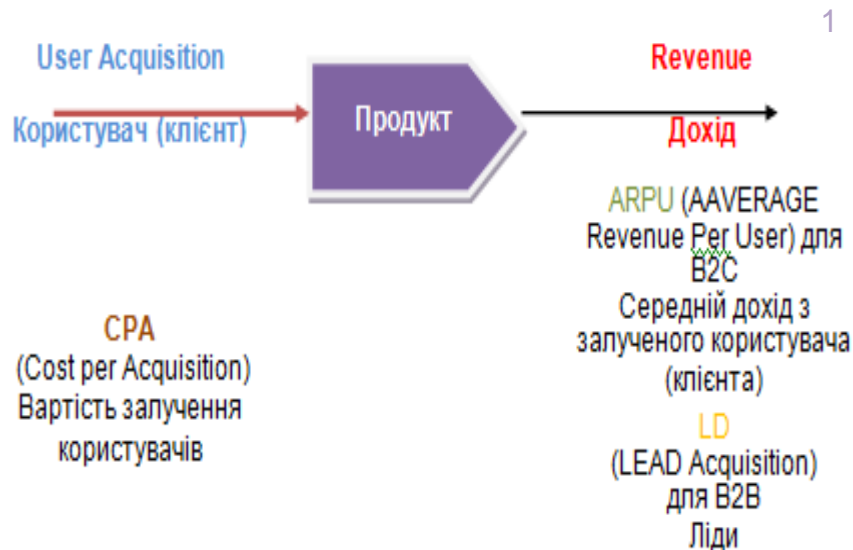 1
User Acquisition
Користувач (клієнт)
Продукт
Revenue
Дохід
ARPU (AAVERAGE
Revenue Per User) для
B2C
Середній дохід з
залученого користувача
(клієнта)
LD
(LEAD Acquisition)
для B2B
Ліди
CPA
(Cost per Acquisition)
Вартість залучення
користувачів